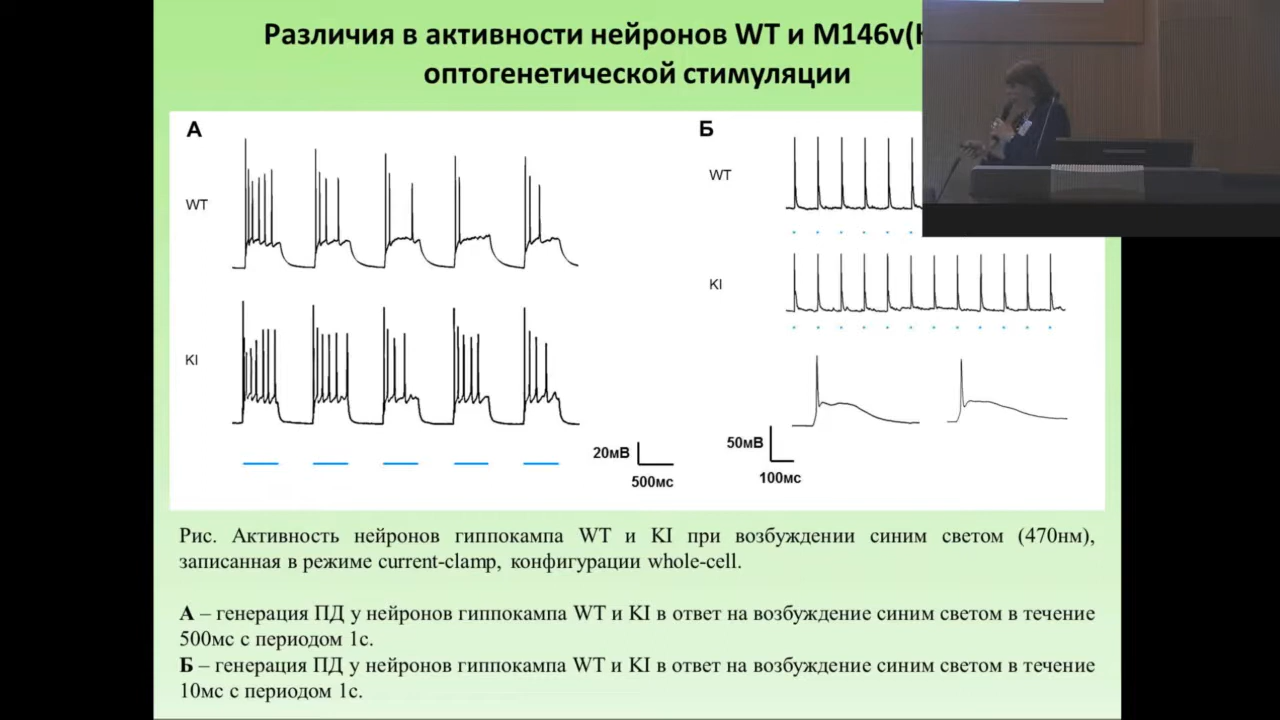 Различия в активности нейронов WT и M146v(
оптогенетической стимуляции
А
Б
WT
WT
KI
KI
20мВ
500мс
50мВ
100мс
Рис. Активность нейронов гиппокампа WT и KI при возбуждении синим светом (470нм),
записанная в режиме current-clamp, конфигурации whole-cell.
А – генерация ПД у нейронов гиппокампа WT и KI в ответ на возбуждение синим светом в течение
500мс с периодом 1с.
Б – генерация ПД у нейронов гиппокампа WT и KI в ответ на возбуждение синим светом в течение
10мс с периодом 1с.